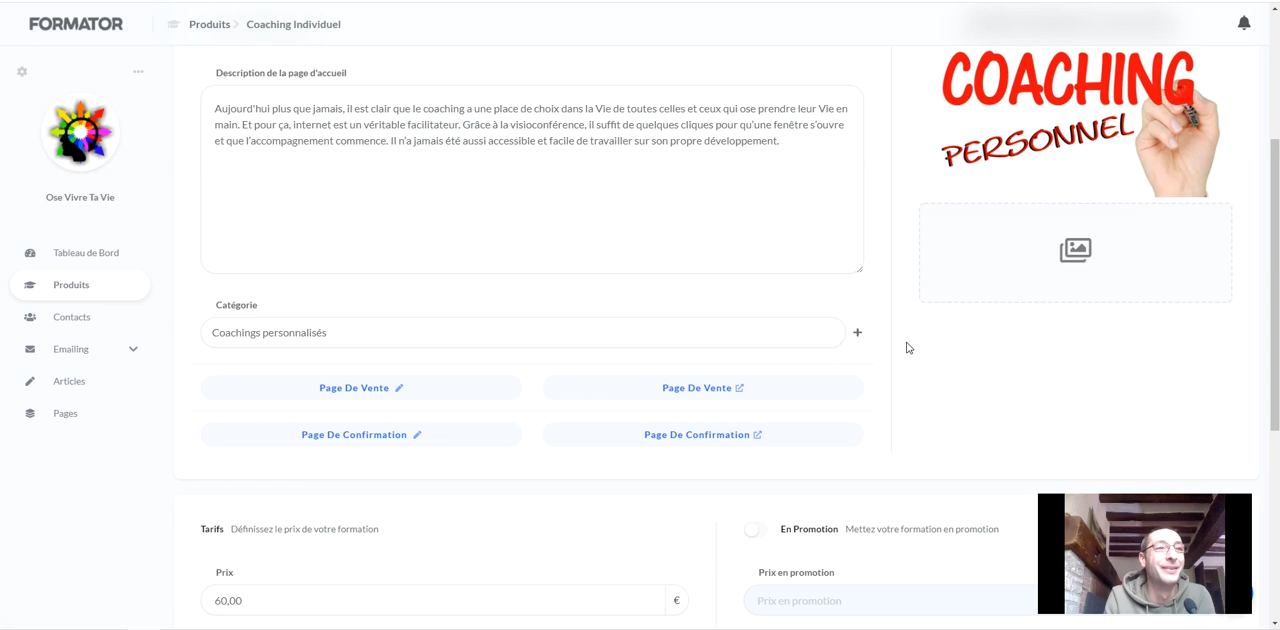 FORMATOR
Produits
Coaching Individuel
Description de la page d'accueil
Aujourd'hui plus que jamais, il est clair que le coaching a une place de choix dans la Vie de toutes celles et ceux qui ose prendre leur Vie en
main. Et pour ça, internet est un véritable facilitateur. Grâce à la visioconférence, il suffit de quelques cliques pour qu'une fenêtre s'ouvre
et que l'accompagnement commence. Il n'a jamais été aussi accessible et facile de travailler sur son propre développement.
COACHING
PERSONNEL
Ose Vivre Ta Vie
Tableau de Bord
Produits
Contacts
Emailing
Articles
Pages
Catégorie
Coachings personnalisés
Page De Vente
Page De Vente
Page De Confirmation
Page De Confirmation
Tarifs Définissez le prix de votre formation
En Promotion Mettez votre formation en promotion
Prix
60,00 €
Prix en promotion
Prix en promotion